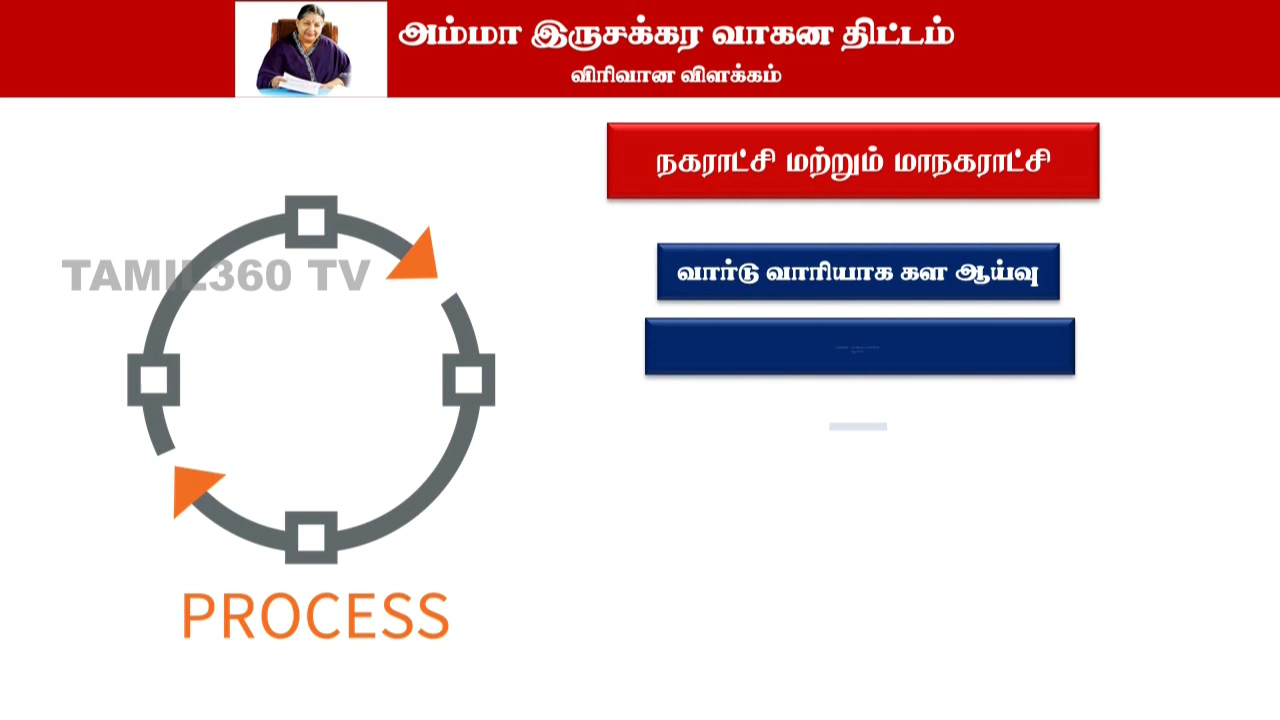 அம்மா இருசக்கர வாகன திட்டம்
விரிவான விளக்கம்
நகராட்சி மற்றும் மாநகராட்சி
வார்டு வாரியாக கள ஆய்வு
TAMIL360 TV
PROCESS